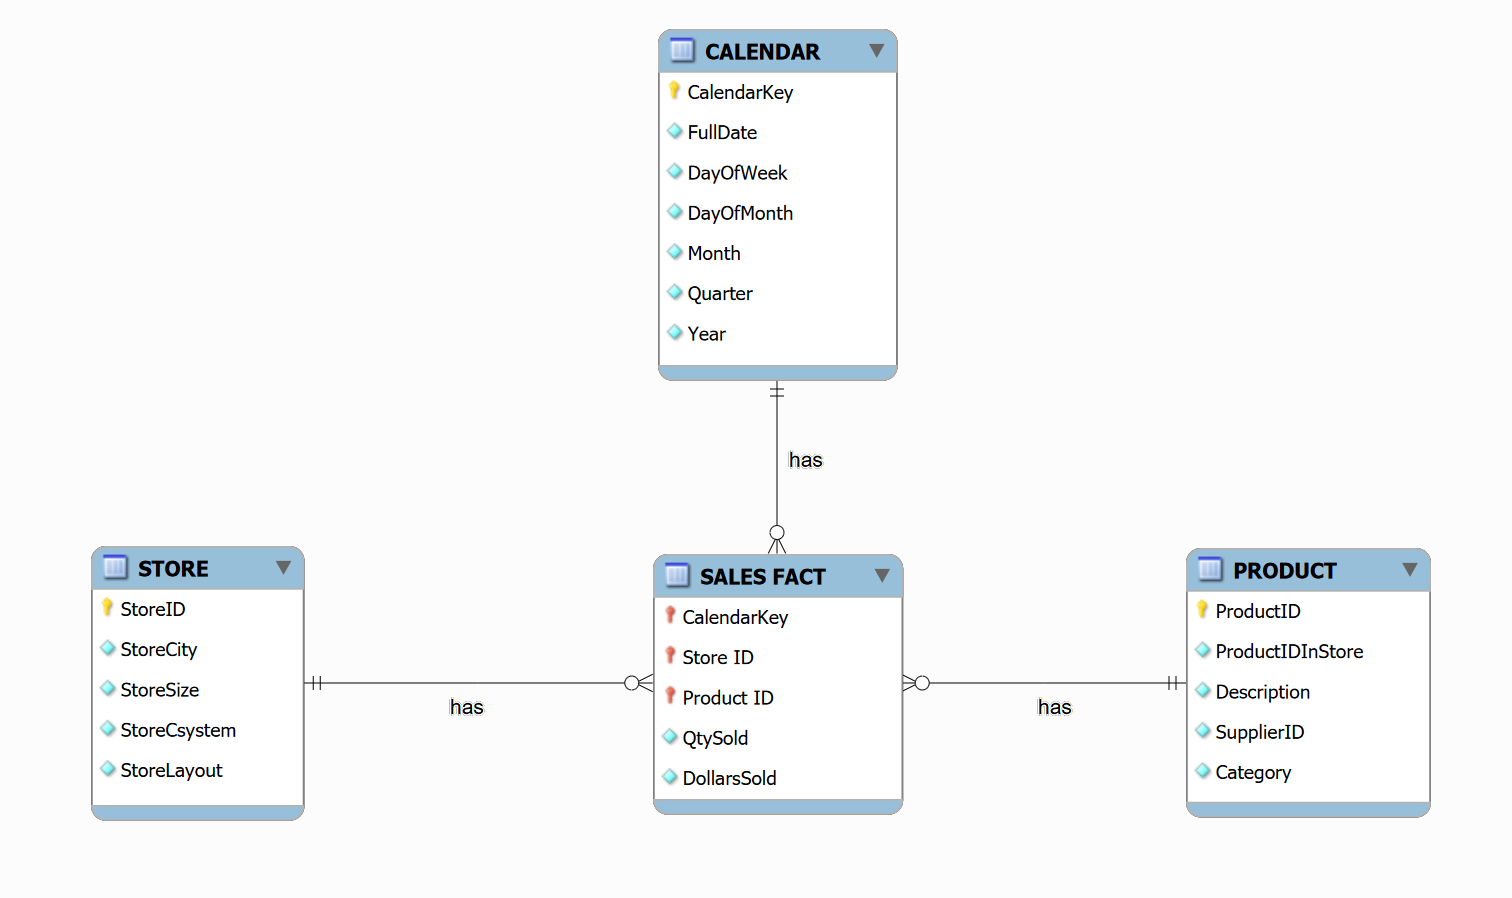 CALENDAR
CalendarKey
FullDate
DayOfWeek
DayOfMonth
Month
Quarter
Year
has
STORE
StoreID
StoreCity
StoreSize
StoreCsystem
StoreLayout
has
SALES FACT
CalendarKey
Store ID
Product ID
QtySold
DollarsSold
has
PRODUCT
ProductID
ProductIDInStore
Description
SupplierID
Category